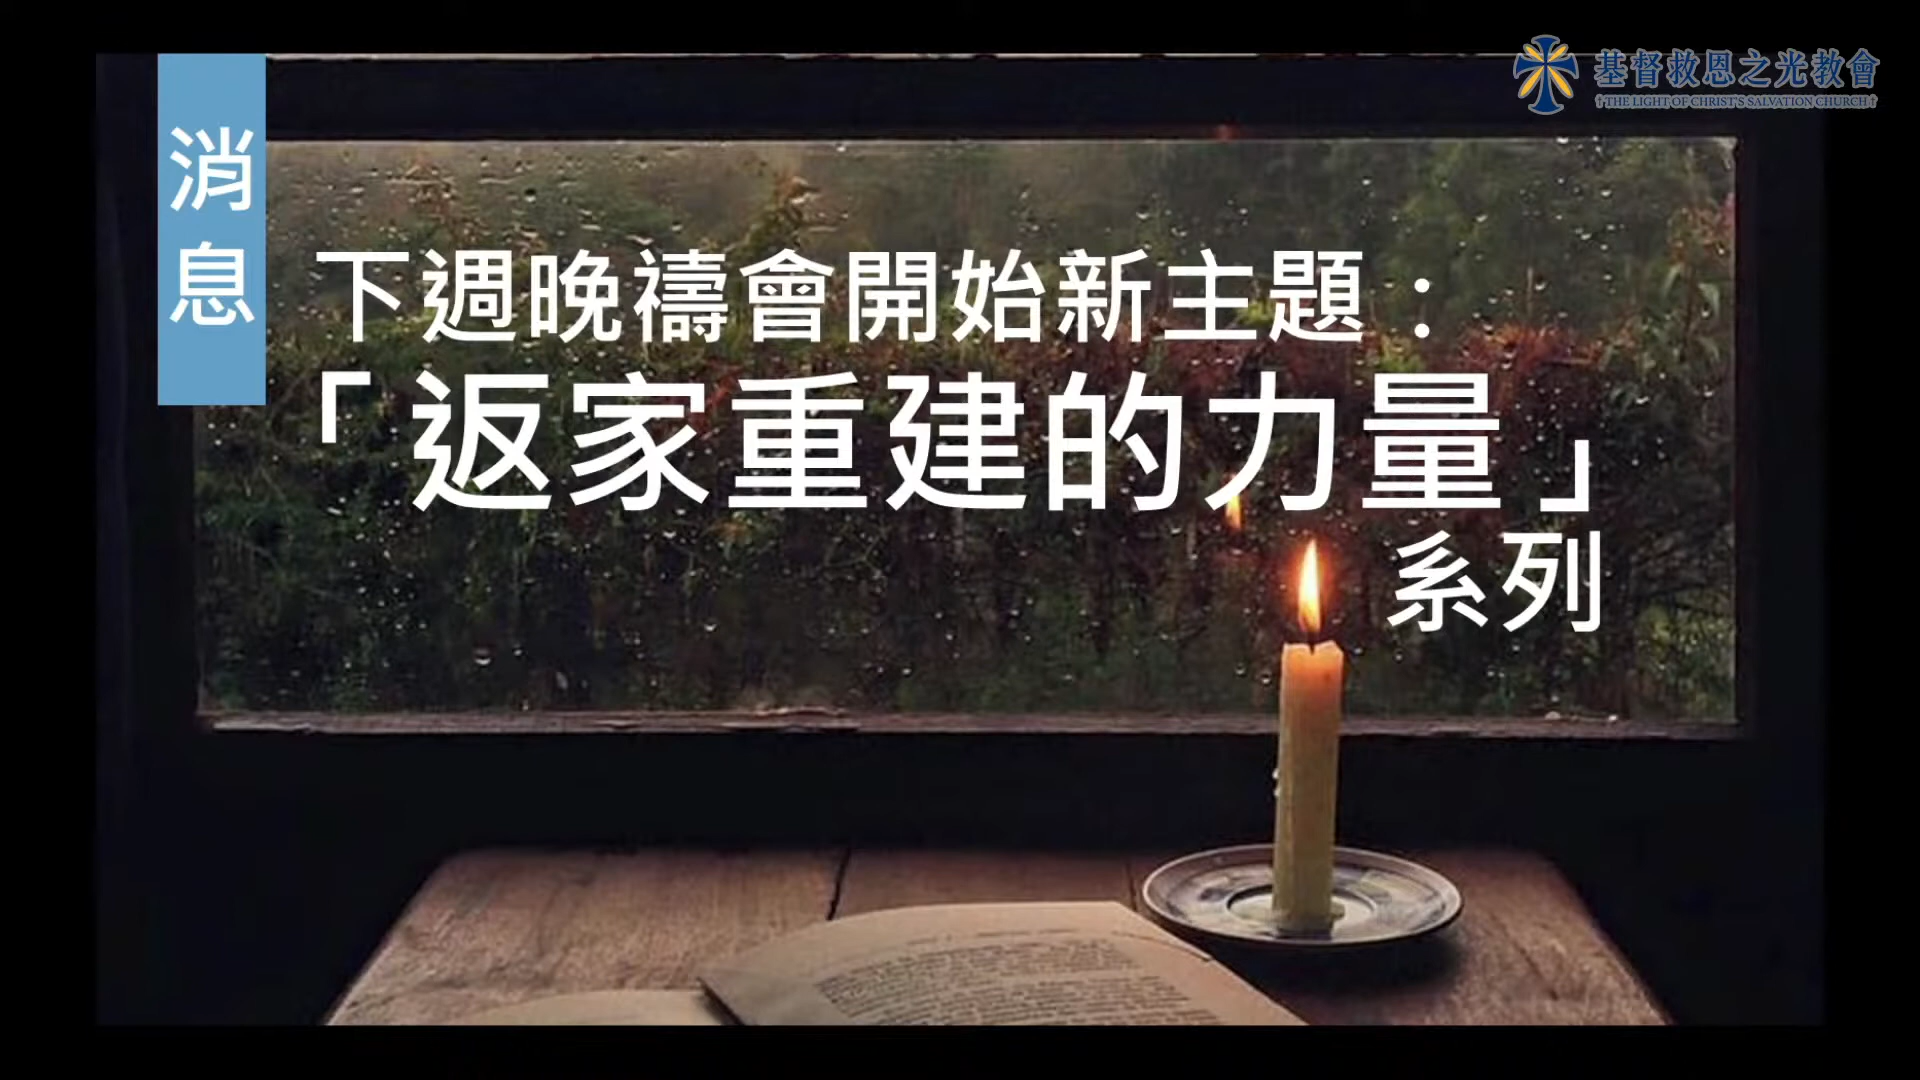 基督救恩之光教會
†THE LIGHT OF CHRIST'S SALVATION CHURCH†
消息
下週晚禱會開始新主題：
「返家重建的力量」
系列